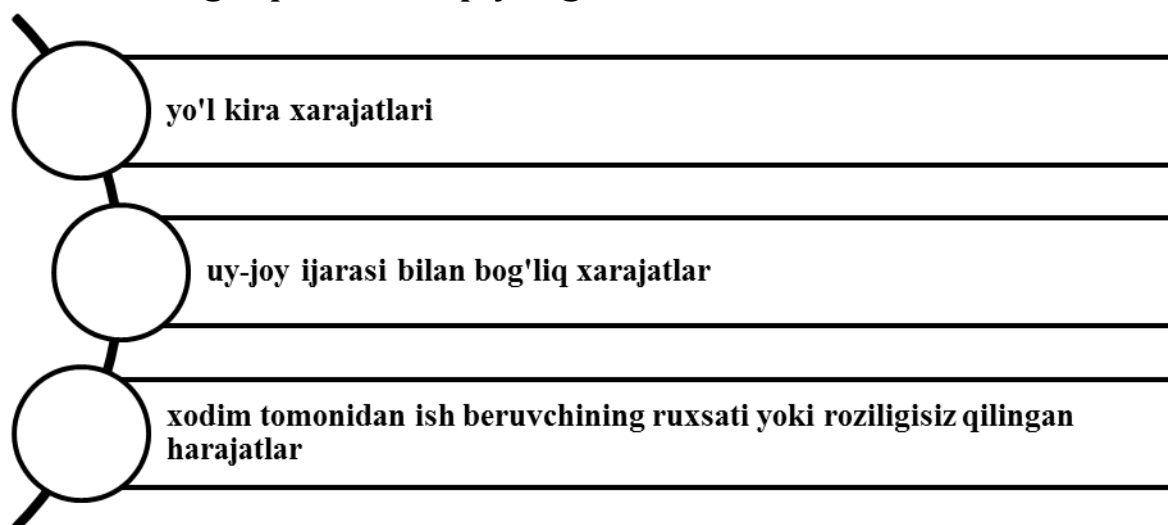 yo'l kira xarajatlari
uy-joy ijarasi bilan bog'liq xarajatlar
xodim tomonidan ish beruvchining ruxsati yoki roziligisiz qilingan
harajatlar